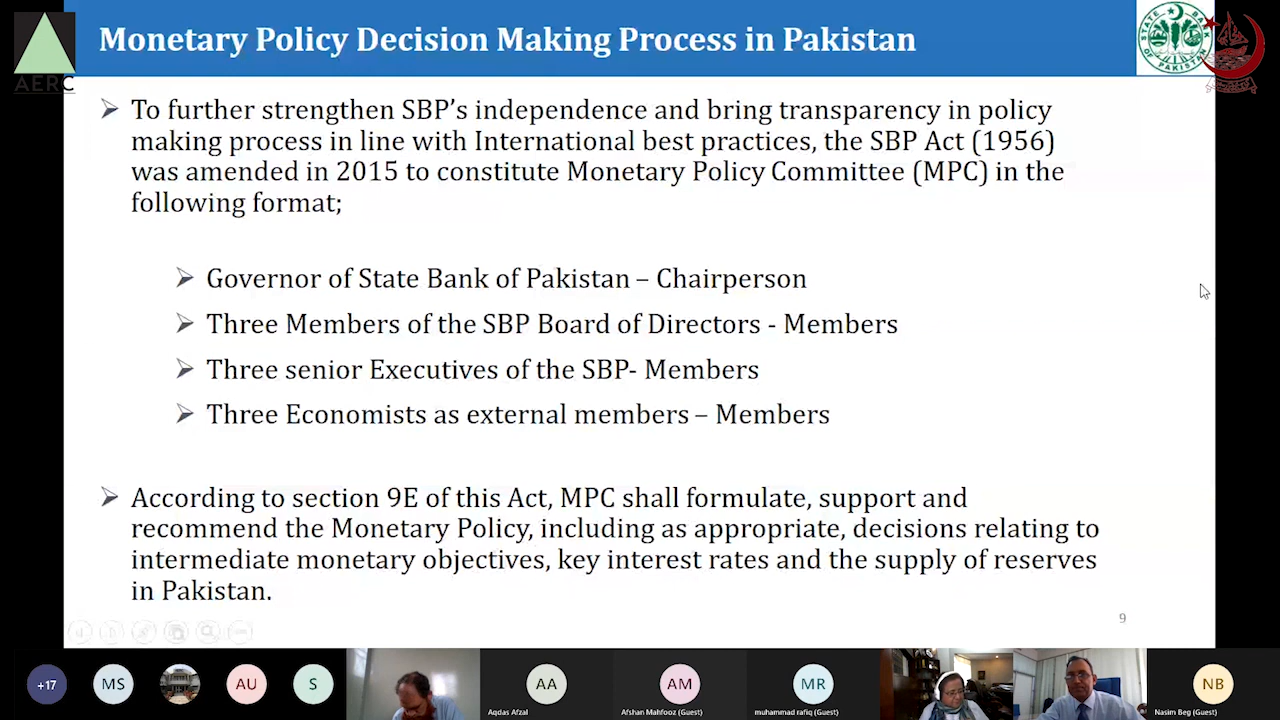 Monetary Policy Decision Making Process in Pakistan
AERC
STATE BANK OF PAKISTAN
To further strengthen SBP's independence and bring transparency in policy
making process in line with International best practices, the SBP Act (1956)
was amended in 2015 to constitute Monetary Policy Committee (MPC) in the
following format;
Governor of State Bank of Pakistan – Chairperson
Three Members of the SBP Board of Directors - Members
Three senior Executives of the SBP- Members
Three Economists as external members – Members
According to section 9E of this Act, MPC shall formulate, support and
recommend the Monetary Policy, including as appropriate, decisions relating to
intermediate monetary objectives, key interest rates and the supply of reserves
in Pakistan.
9
+17
MS
AU
S
AA
Aqdas Afzal
AM
Afshan Mahfooz (Guest)
MR
muhammad rafiq (Guest)
NB
Nasim Beg (Guest)